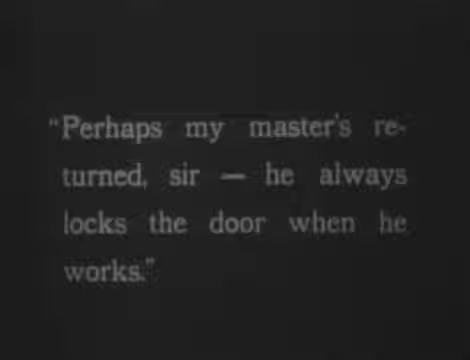 "Perhaps my master's re-
turned, sir — he always
locks the door when he
works."